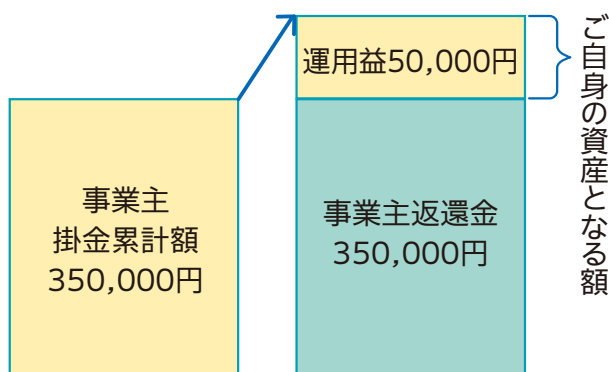 運用益50,000円
事業主
掛金累計額
350,000円
事業主返還金
350,000円
ご自身の資産となる額